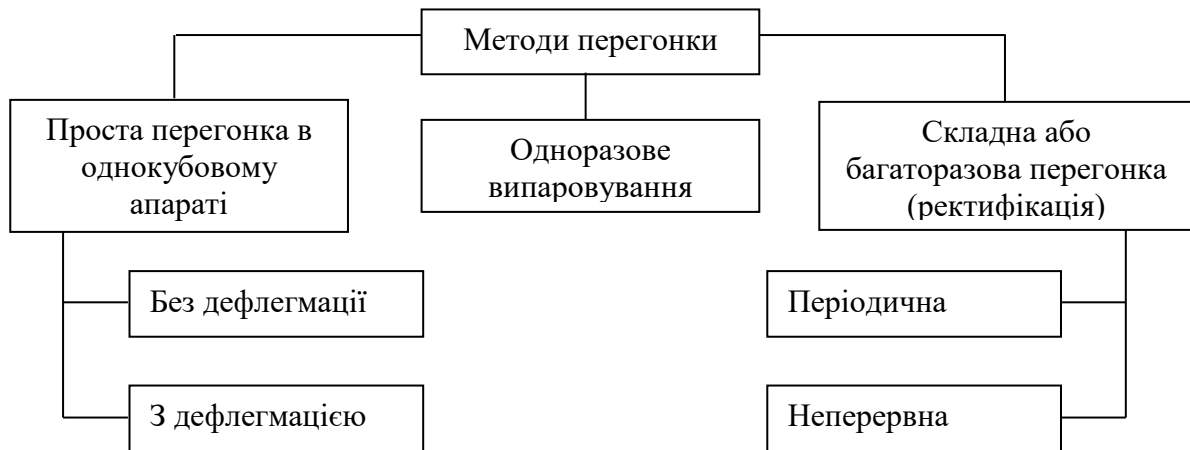 Методи перегонки
Проста перегонка в
однокубовому
апараті
Одноразове
випаровування
Складна або
багаторазова перегонка
(ректифікація)
Без дефлегмації
Періодична
З дефлегмацією
Неперервна